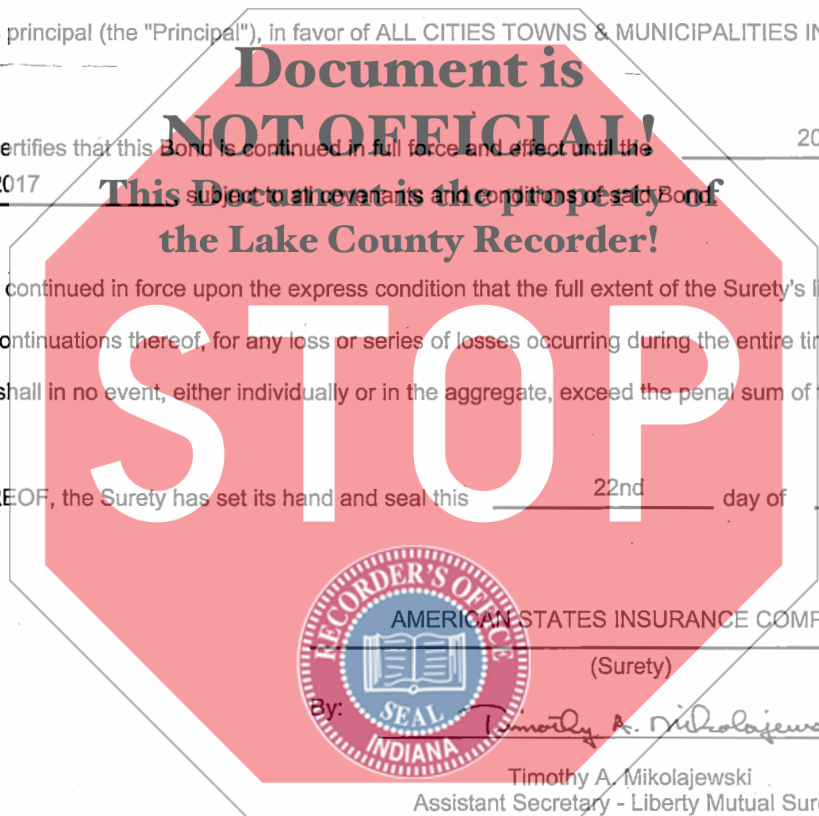 principal (the "Principal"), in favor of ALL CITIES TOWNS & MUNICIPALITIES IN
Document is
NOT OFFICIAL!
ertifies that this Bond is continued in full force and effect until the 20
2017 , subject to all covenants and conditions of said Bond.
This Document is the property of
the Lake County Recorder!
continued in force upon the express condition that the full extent of the Surety's li
ontinuations thereof, for any loss or series of losses occurring during the entire tim
shall in no event, either individually or in the aggregate, exceed the penal sum of
STOP
EOF, the Surety has set its hand and seal this 22nd day of
RECORDER'S OFFICE
SEAL
INDIANA
AMERICAN STATES INSURANCE COMP
(Surety)
By: Timothy A. Mikolajews
Timothy A. Mikolajewski
Assistant Secretary - Liberty Mutual Sure